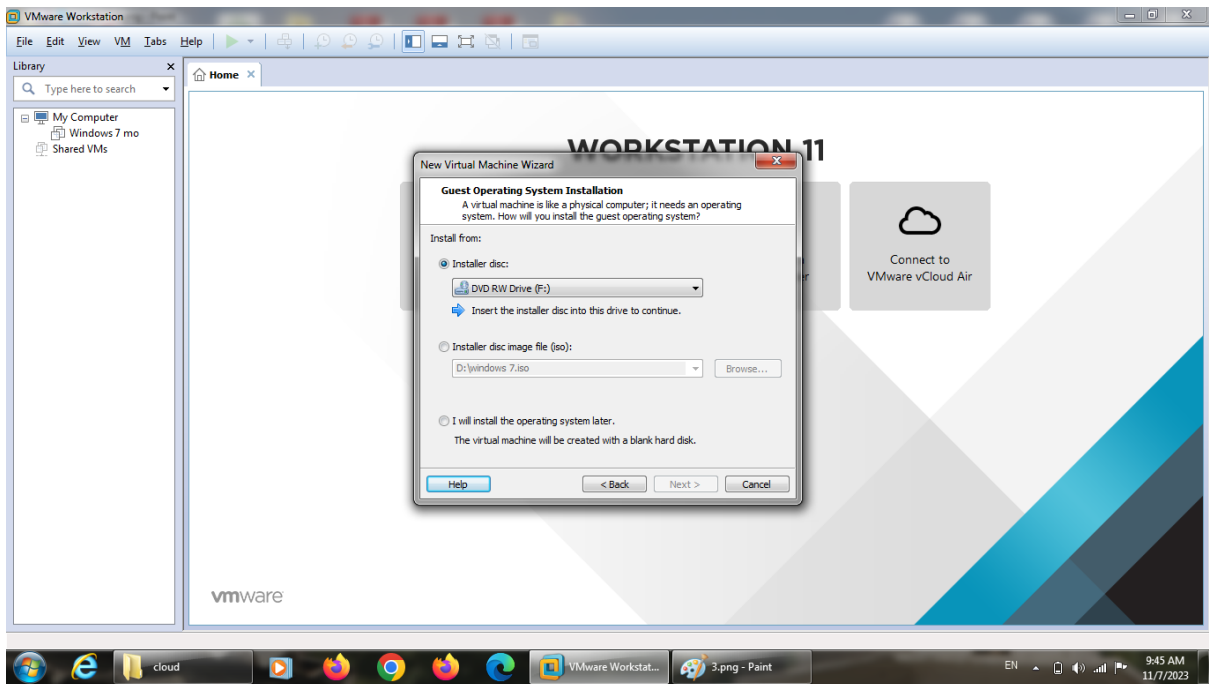 VMware Workstation
File Edit View VM Tabs Help
Library
Type here to search
My Computer
Windows 7 mo
Shared VMs
Home
WORKSTATION 11
Connect to
VMware vCloud Air
New Virtual Machine Wizard
Guest Operating System Installation
A virtual machine is like a physical computer; it needs an operating
system. How will you install the guest operating system?
Install from:
Installer disc:
DVD RW Drive (F:)
Insert the installer disc into this drive to continue.
Installer disc image file (iso):
D:\windows 7.iso
Browse...
I will install the operating system later.
The virtual machine will be created with a blank hard disk.
Help < Back Next > Cancel
vmware
cloud
VMware Workstat...
3.png - Paint
EN
9:45 AM
11/7/2023